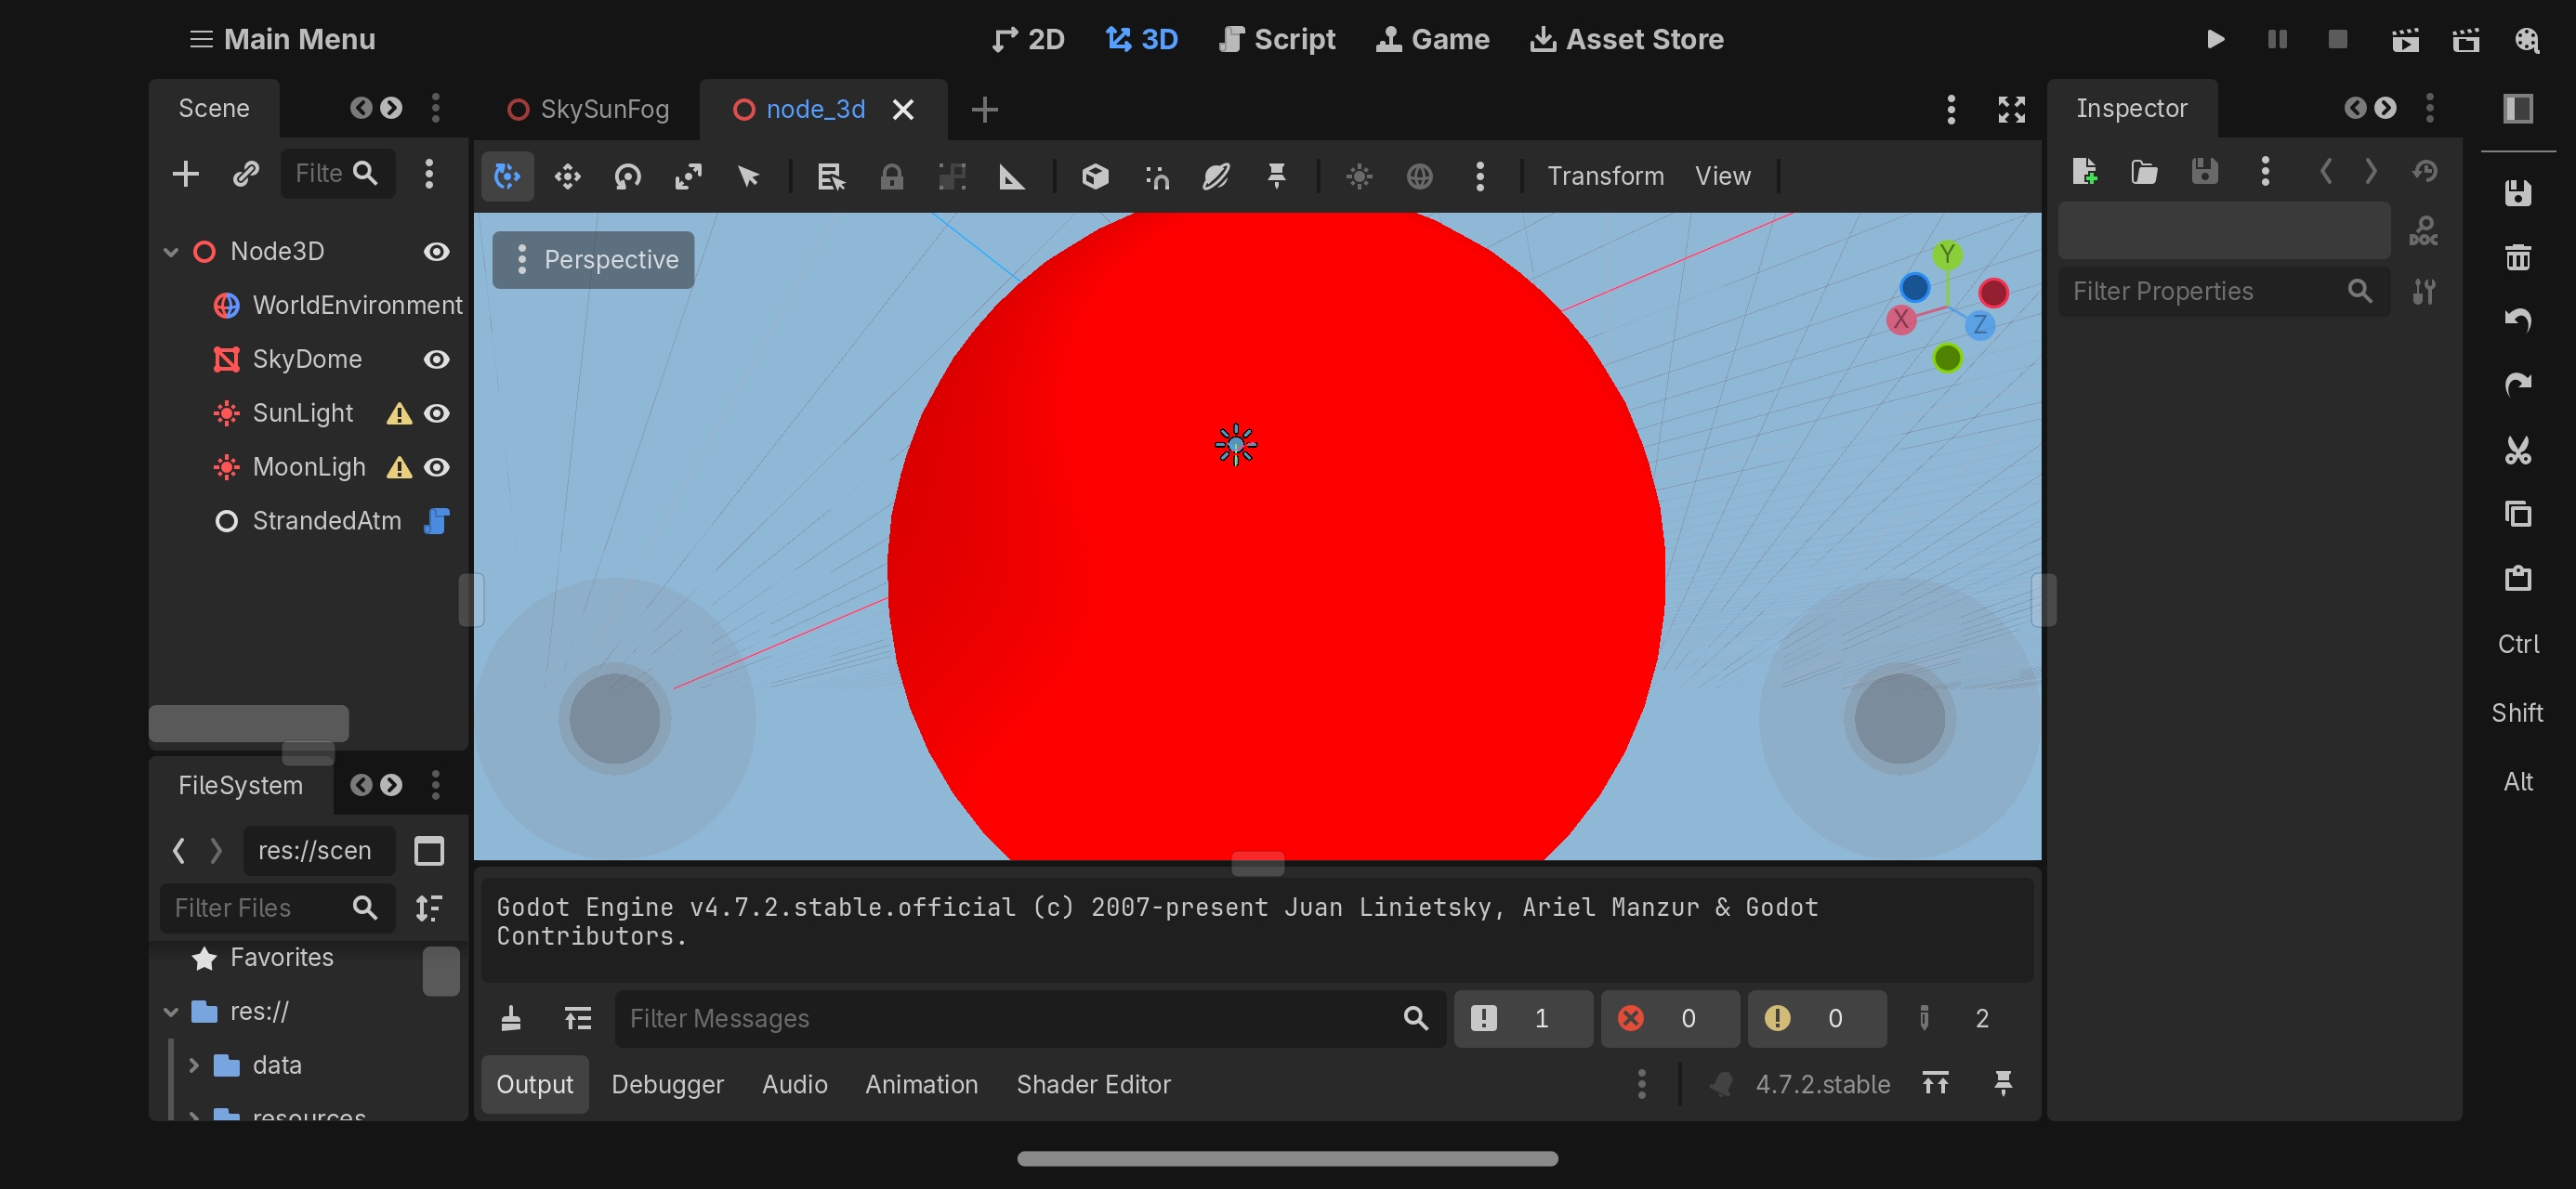 Main Menu
2D
3D
Script
Game
Asset Store
Scene
SkySunFog
node_3d
Inspector
Filte
Transform
View
Perspective
Y
X
Z
DOC
Filter Properties
Node3D
WorldEnvironment
SkyDome
SunLight
MoonLigh
StrandedAtm
FileSystem
res://scen
Filter Files
Favorites
res://
data
resources
Godot Engine v4.7.2.stable.official (c) 2007-present Juan Linietsky, Ariel Manzur & Godot
Contributors.
Filter Messages
1
0
0
2
Output
Debugger
Audio
Animation
Shader Editor
4.7.2.stable
Ctrl
Shift
Alt